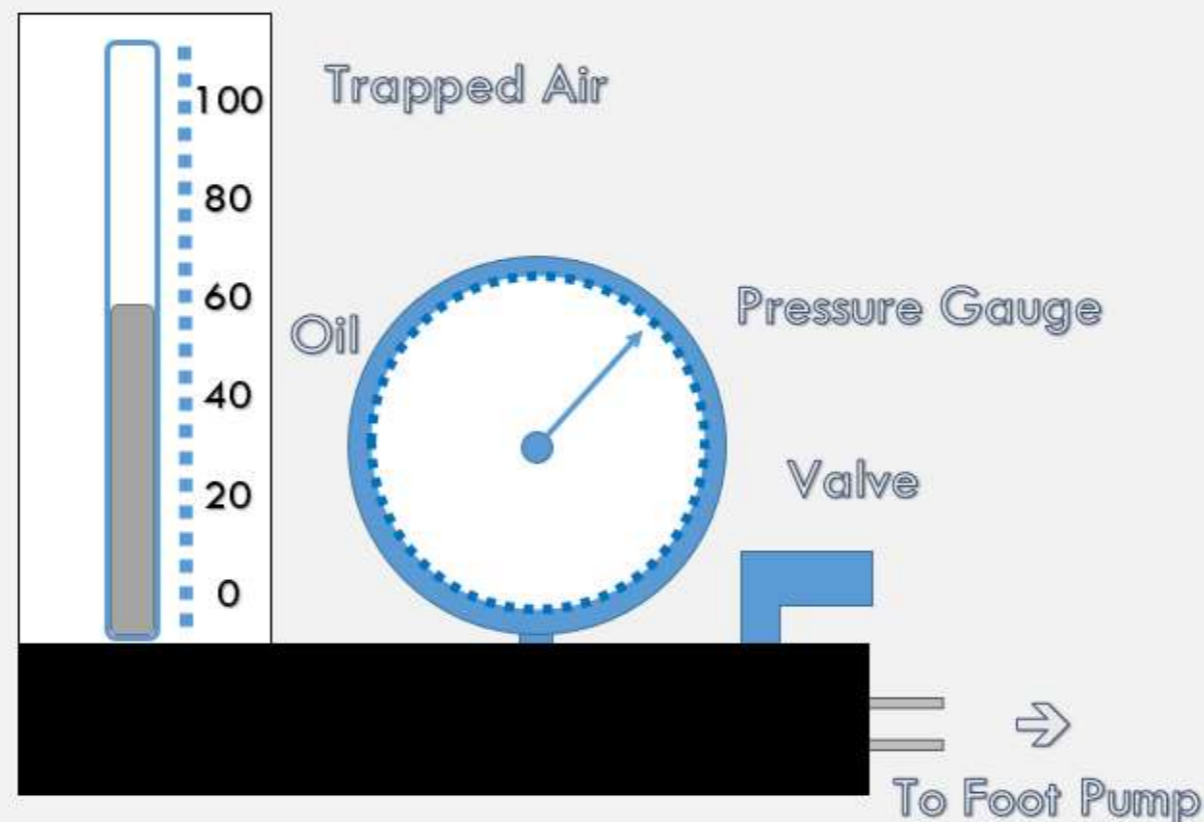 Trapped Air
100
80
60
Pressure Gauge
Oil
40
Valve
20
0
To Foot Pump